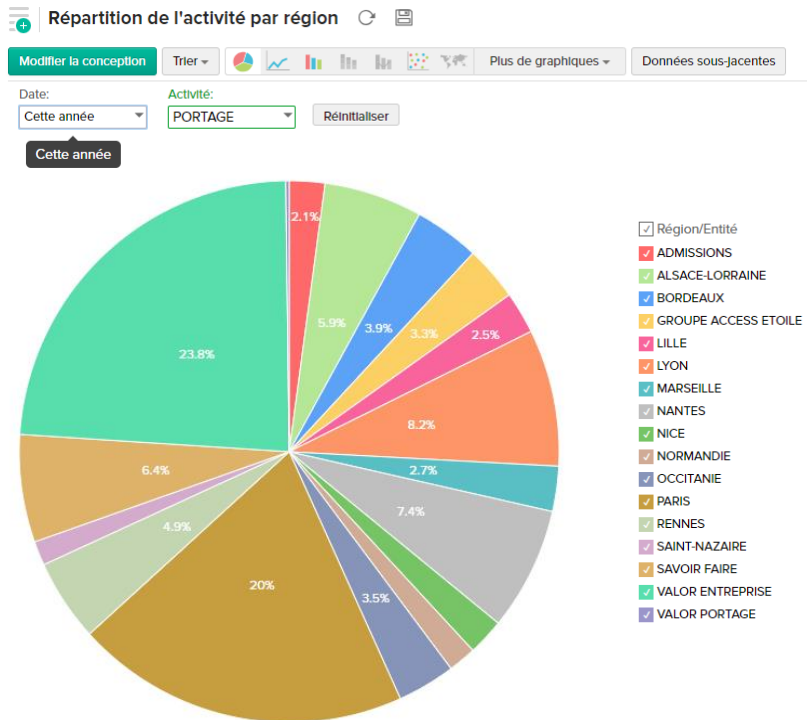 Répartition de l'activité par région
Modifier la conception
Trier
Plus de graphiques
Données sous-jacentes
Date:
Activité:
Cette année
PORTAGE
Réinitialiser
Cette année
2.1%
5.9%
3.9%
3.3%
2.5%
8.2%
2.7%
7.4%
3.5%
20%
4.9%
6.4%
23.8%
Région/Entité
ADMISSIONS
ALSACE-LORRAINE
BORDEAUX
GROUPE ACCESS ETOILE
LILLE
LYON
MARSEILLE
NANTES
NICE
NORMANDIE
OCCITANIE
PARIS
RENNES
SAINT-NAZAIRE
SAVOIR FAIRE
VALOR ENTREPRISE
VALOR PORTAGE